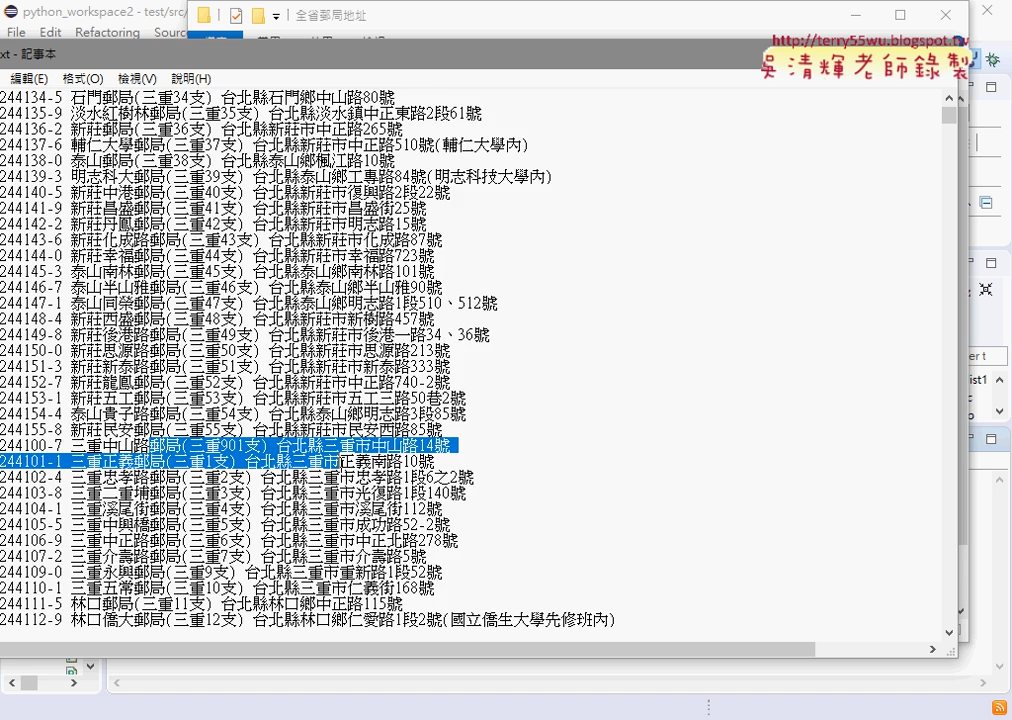 python_workspace2 - test/src/
全省郵局地址
File Edit Refactoring Source
xt - 記事本
http://terry55wu.blogspot.tw
吳清輝老師錄製
編輯(E) 格式(O) 檢視(V) 說明(H)
244134-5 石門郵局(三重34支) 台北縣石門鄉中山路80號
244135-9 淡水紅樹林郵局(三重35支) 台北縣淡水鎮中正東路2段61號
244136-2 新莊郵局(三重36支) 台北縣新莊市中正路265號
244137-6 輔仁大學郵局(三重37支) 台北縣新莊市中正路510號(輔仁大學內)
244138-0 泰山郵局(三重38支) 台北縣泰山鄉楓江路10號
244139-3 明志科大郵局(三重39支) 台北縣泰山鄉工專路84號(明志科技大學內)
244140-5 新莊中港郵局(三重40支) 台北縣新莊市復興路2段22號
244141-9 新莊昌盛郵局(三重41支) 台北縣新莊市昌盛街25號
244142-2 新莊丹鳳郵局(三重42支) 台北縣新莊市明志路15號
244143-6 新莊化成路郵局(三重43支) 台北縣新莊市化成路87號
244144-0 新莊幸福郵局(三重44支) 台北縣新莊市幸福路723號
244145-3 泰山南林郵局(三重45支) 台北縣泰山鄉南林路101號
244146-7 泰山半山雅郵局(三重46支) 台北縣泰山鄉半山雅90號
244147-1 泰山同榮郵局(三重47支) 台北縣泰山鄉明志路1段510、512號
244148-4 新莊西盛郵局(三重48支) 台北縣新莊市新樹路457號
244149-8 新莊後港路郵局(三重49支) 台北縣新莊市後港一路34、36號
244150-0 新莊思源路郵局(三重50支) 台北縣新莊市思源路213號
244151-3 新莊新泰路郵局(三重51支) 台北縣新莊市新泰路333號
244152-7 新莊龍鳳郵局(三重52支) 台北縣新莊市中正路740-2號
244153-1 新莊五工郵局(三重53支) 台北縣新莊市五工三路50巷2號
244154-4 泰山貴子路郵局(三重54支) 台北縣泰山鄉明志路3段85號
244155-8 新莊民安郵局(三重55支) 台北縣新莊市民安西路85號
244100-7 三重中山路郵局(三重901支) 台北縣三重市中山路14號
244101-1 三重正義郵局(三重1支) 台北縣三重市正義南路10號
244102-4 三重忠孝路郵局(三重2支) 台北縣三重市忠孝路1段6之2號
244103-8 三重二重埔郵局(三重3支) 台北縣三重市光復路1段140號
244104-1 三重溪尾街郵局(三重4支) 台北縣三重市溪尾街112號
244105-5 三重中興橋郵局(三重5支) 台北縣三重市成功路52-2號
244106-9 三重中正路郵局(三重6支) 台北縣三重市中正北路278號
244107-2 三重介壽路郵局(三重7支) 台北縣三重市介壽路5號
244109-0 三重永興郵局(三重9支) 台北縣三重市重新路1段52號
244110-1 三重五常郵局(三重10支) 台北縣三重市仁義街168號
244111-5 林口郵局(三重11支) 台北縣林口鄉中正路115號
244112-9 林口僑大郵局(三重12支) 台北縣林口鄉仁愛路1段2號(國立僑生大學先修班內)
er t
ist1